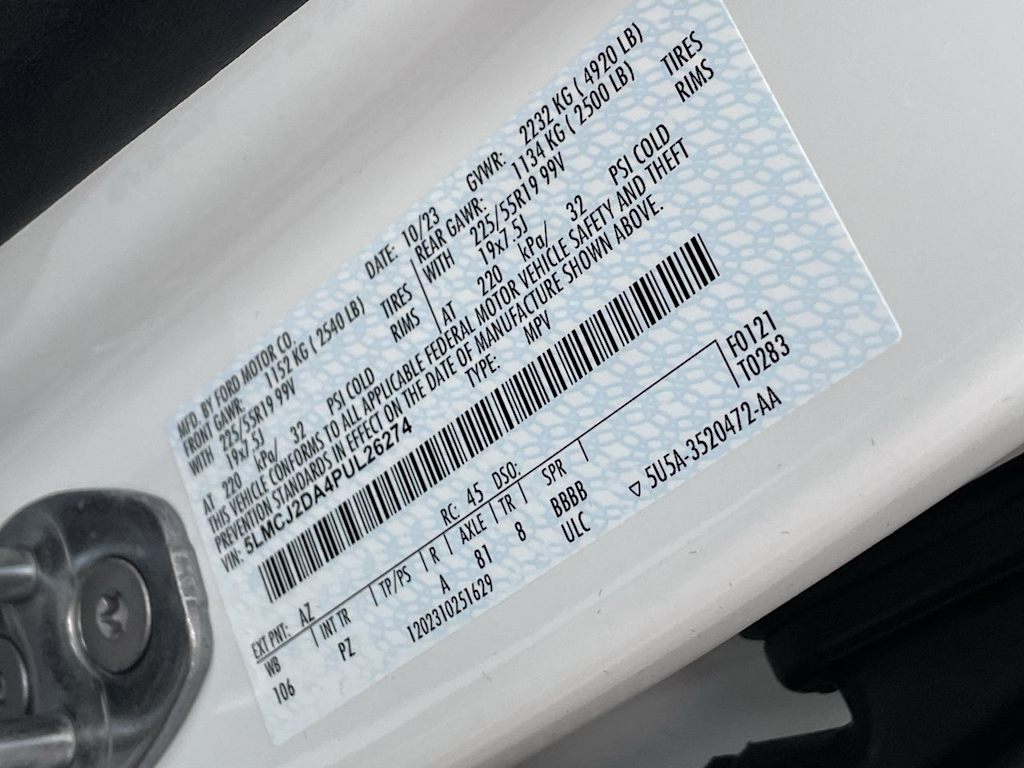 MFD. BY FORD MOTOR CO.
DATE: 10/23 GVWR: 2232 KG ( 4920 LB)
FRONT GAWR: 1152 KG ( 2540 LB) REAR GAWR: 1134 KG ( 2500 LB)
WITH 225/55R19 99V TIRES WITH 225/55R19 99V TIRES
19x7.5J RIMS 19x7.5J RIMS
AT 220 kPa/ 32 PSI COLD AT 220 kPa/ 32 PSI COLD
THIS VEHICLE CONFORMS TO ALL APPLICABLE FEDERAL MOTOR VEHICLE SAFETY AND THEFT
PREVENTION STANDARDS IN EFFECT ON THE DATE OF MANUFACTURE SHOWN ABOVE.
VIN: 5LMCJ2DA4PUL26274 TYPE: MPV
F0121
T0283
EXT PNT: AZ RC: 45 DSO:
WB INT TR TP/PS R AXLE TR SPR
106 PZ A 81 8 BBBB
1202310251629 ULC
5U5A-3520472-AA